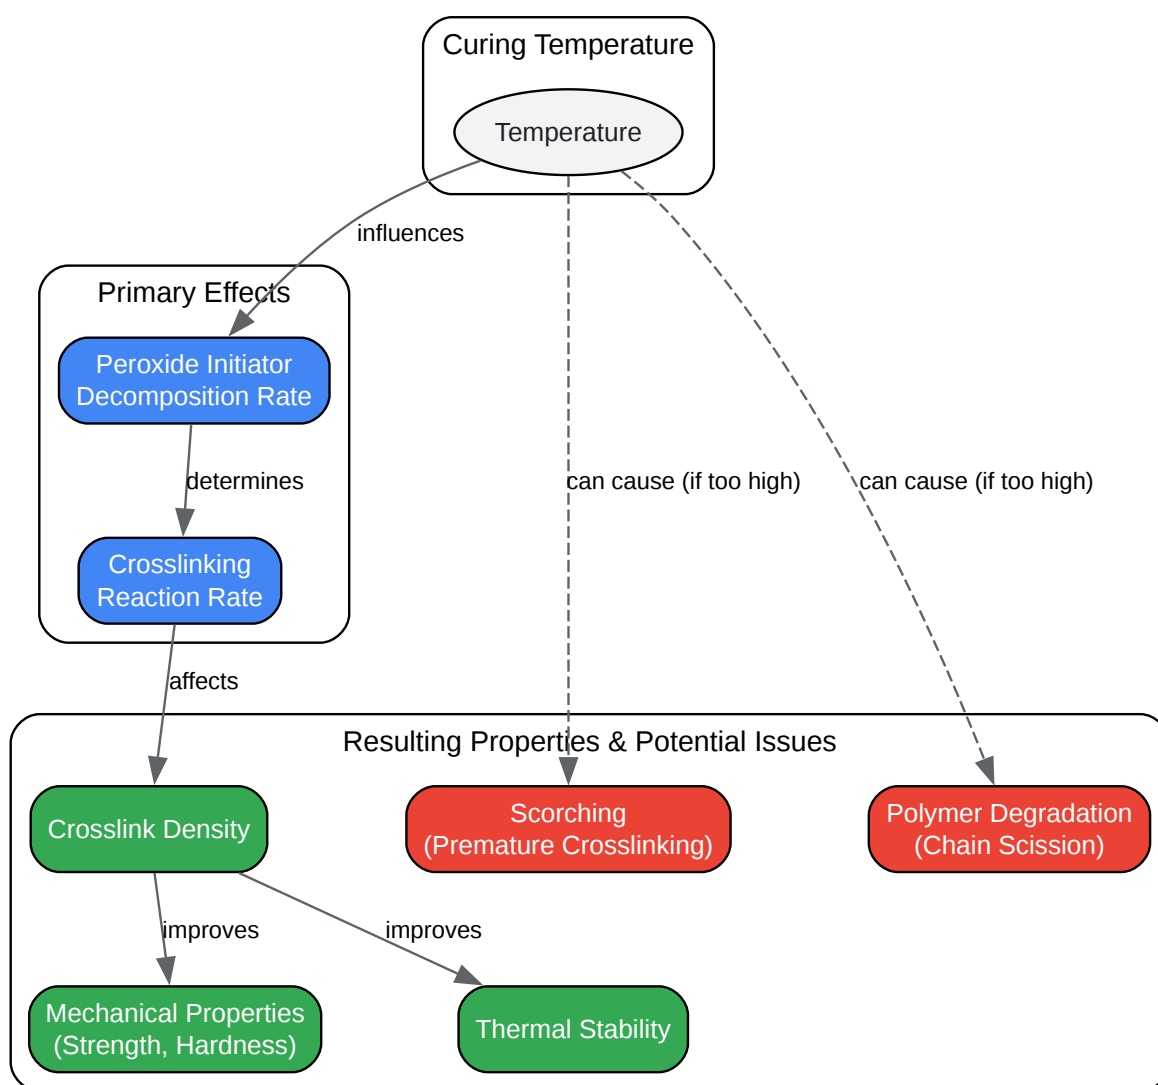 Curing Temperature
Temperature
influences
Primary Effects
Peroxide Initiator
Decomposition Rate
determines
can cause (if too high)
can cause (if too high)
Crosslinking
Reaction Rate
affects
Resulting Properties & Potential Issues
Crosslink Density
Scorching
(Premature Crosslinking)
Polymer Degradation
(Chain Scission)
improves
improves
Mechanical Properties
(Strength, Hardness)
Thermal Stability